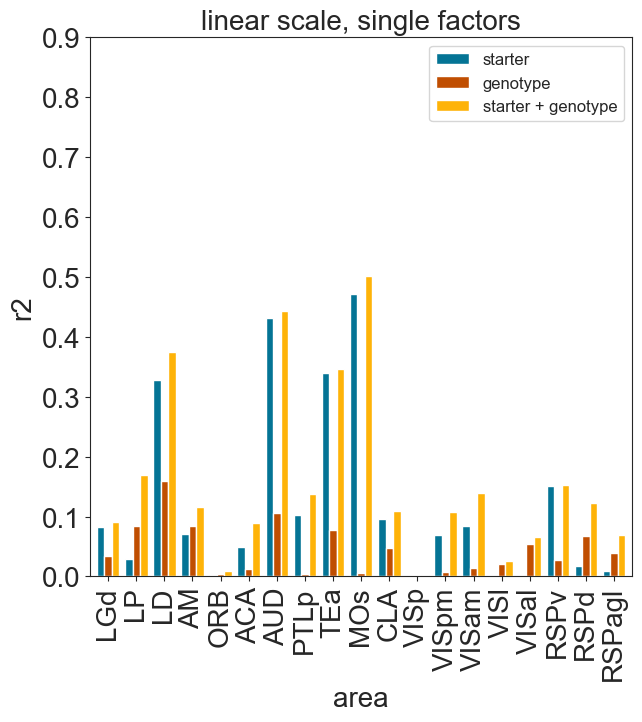 linear scale, single factors
starter
genotype
starter + genotype
r2
0.9
0.8
0.7
0.6
0.5
0.4
0.3
0.2
0.1
0.0
LGd
LP
LD
AM
ORB
ACA
AUD
PTLp
TEa
MOs
CLA
VISp
VISpm
VISam
VISl
VISal
RSPv
RSPd
RSPagl
area